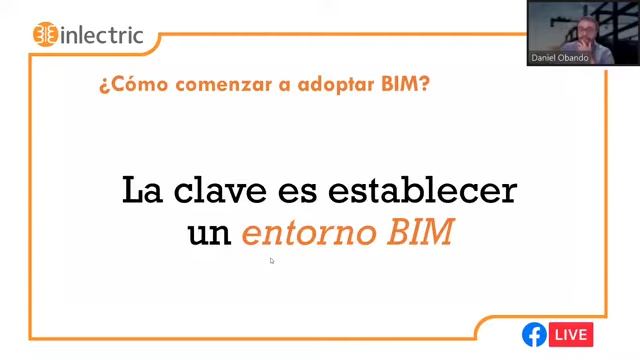 inlectric
Daniel Obando
¿Cómo comenzar a adoptar BIM?
La clave es establecer
un entorno BIM
LIVE